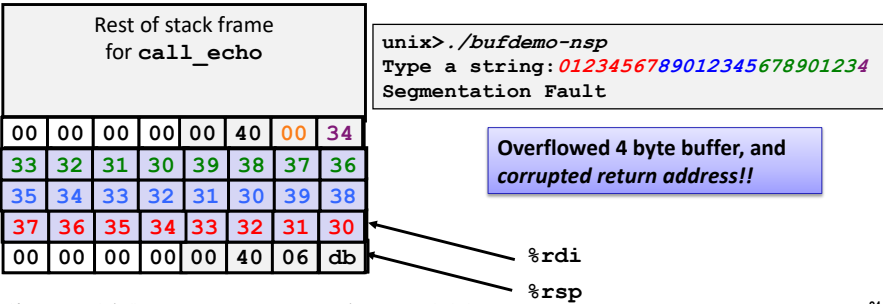 Rest of stack frame
for call_echo
unix>./bufdemo-nsp
Type a string:0123456789012345678901234
Segmentation Fault
00 00 00 00 00 40 00 34
33 32 31 30 39 38 37 36
35 34 33 32 31 30 39 38
37 36 35 34 33 32 31 30
00 00 00 00 00 40 06 db
Overflowed 4 byte buffer, and
corrupted return address!!
%rdi
%rsp